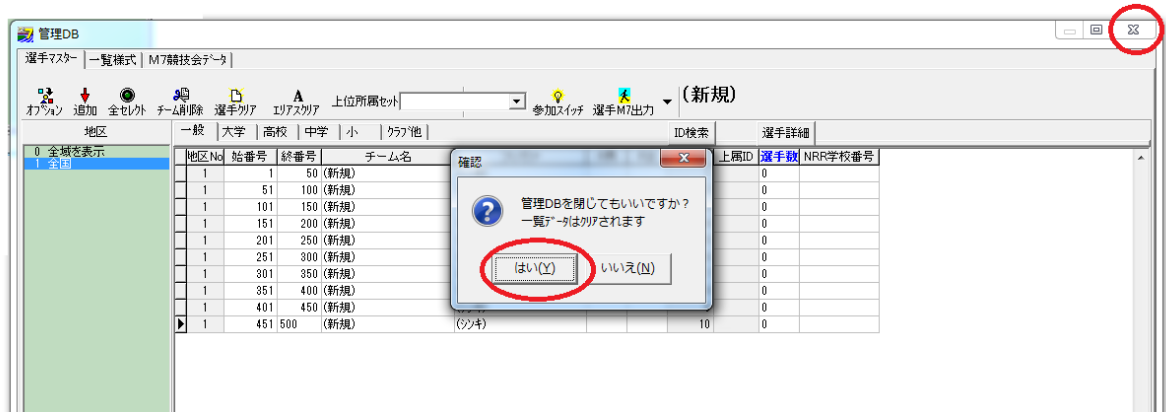 管理DB
選手マスター 一覧様式 M7競技会データ
オプション 追加 全セレクト チーム削除 選手クリア エリアスクリア 上位所属セット 参加スイッチ 選手M7出力 (新規)
地区 一般 大学 高校 中学 小 クラブ他 ID検索 選手詳細
0 全域を表示
1 全国
地区No 始番号 終番号 チーム名 上属ID 選手数 NRR学校番号
1 1 50 (新規) 0
1 51 100 (新規) 0
1 101 150 (新規) 0
1 151 200 (新規) 0
1 201 250 (新規) 0
1 251 300 (新規) 0
1 301 350 (新規) 0
1 351 400 (新規) 0
1 401 450 (新規) 0
1 451 500 (新規) (シンキ) 10 0
確認
管理DBを閉じてもいいですか？
一覧データはクリアされます
はい(Y) いいえ(N)